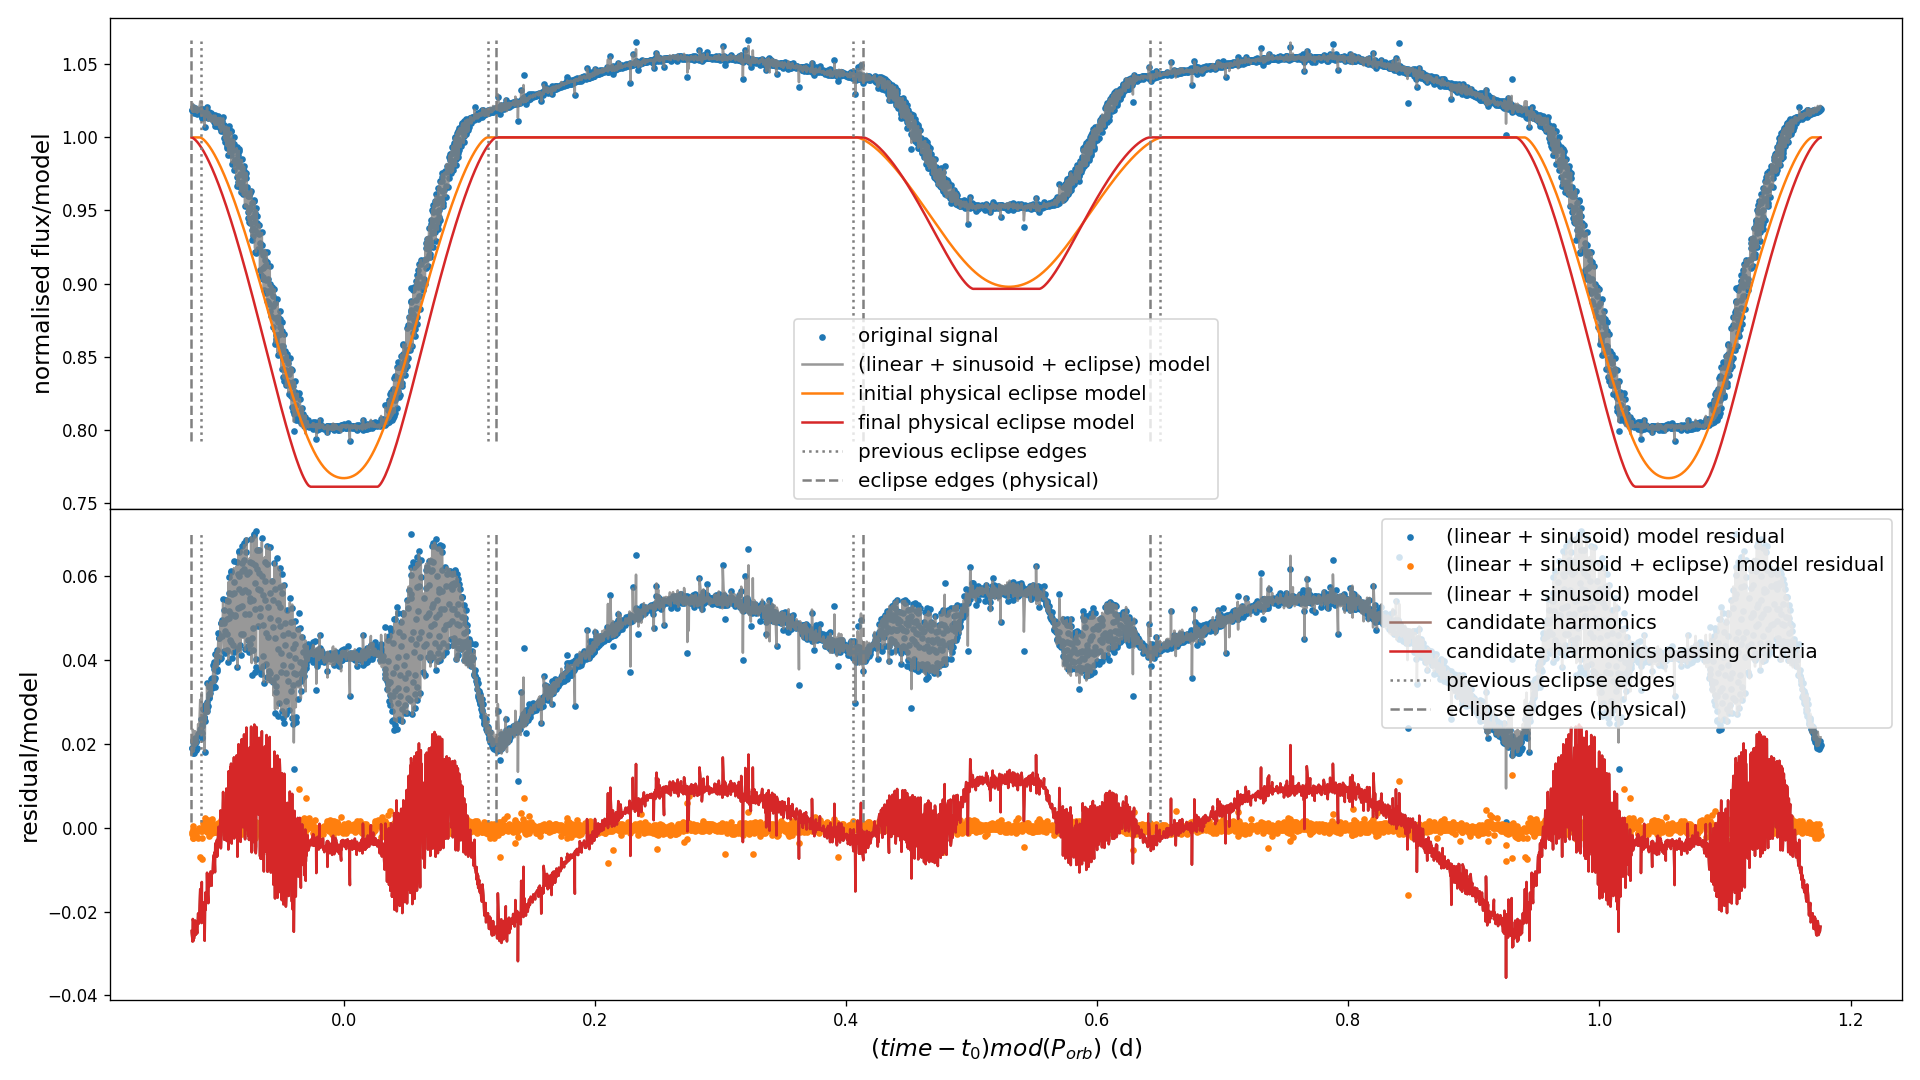 normalised flux/model
1.05
1.00
0.95
0.90
0.85
0.80
0.75
original signal
(linear + sinusoid + eclipse) model
initial physical eclipse model
final physical eclipse model
previous eclipse edges
eclipse edges (physical)
residual/model
0.06
0.04
0.02
0.00
−0.02
−0.04
(linear + sinusoid) model residual
(linear + sinusoid + eclipse) model residual
(linear + sinusoid) model
candidate harmonics
candidate harmonics passing criteria
previous eclipse edges
eclipse edges (physical)
0.0 0.2 0.4 0.6 0.8 1.0 1.2
(time − t₀)mod(P_orb) (d)